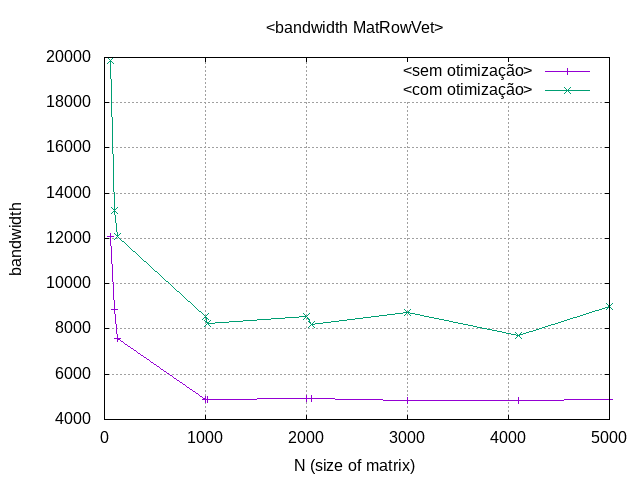 <bandwidth MatRowVet>
20000
18000
16000
14000
12000
10000
8000
6000
4000
bandwidth
<sem otimização>
<com otimização>
0 1000 2000 3000 4000 5000
N (size of matrix)